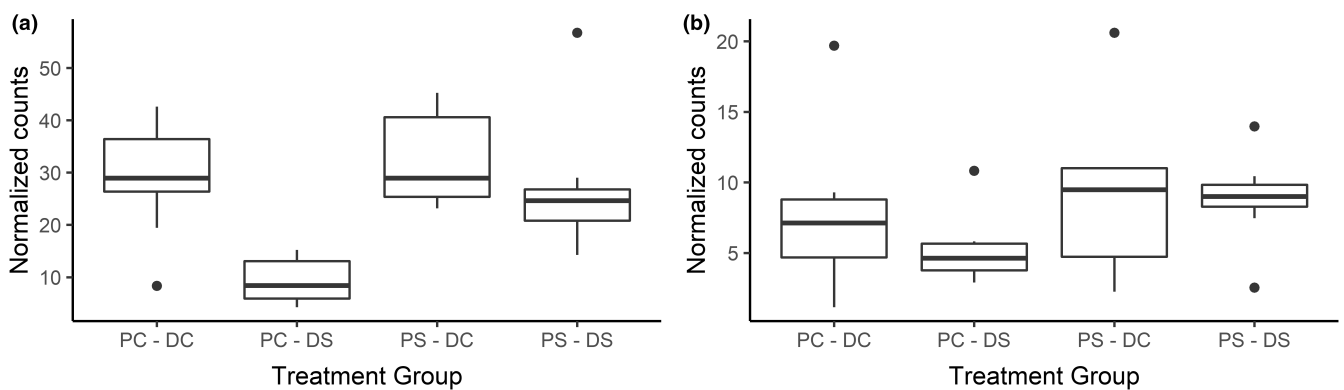 (a)
Normalized counts
50
40
30
20
10
PC - DC PC - DS PS - DC PS - DS
Treatment Group
(b)
Normalized counts
20
15
10
5
PC - DC PC - DS PS - DC PS - DS
Treatment Group